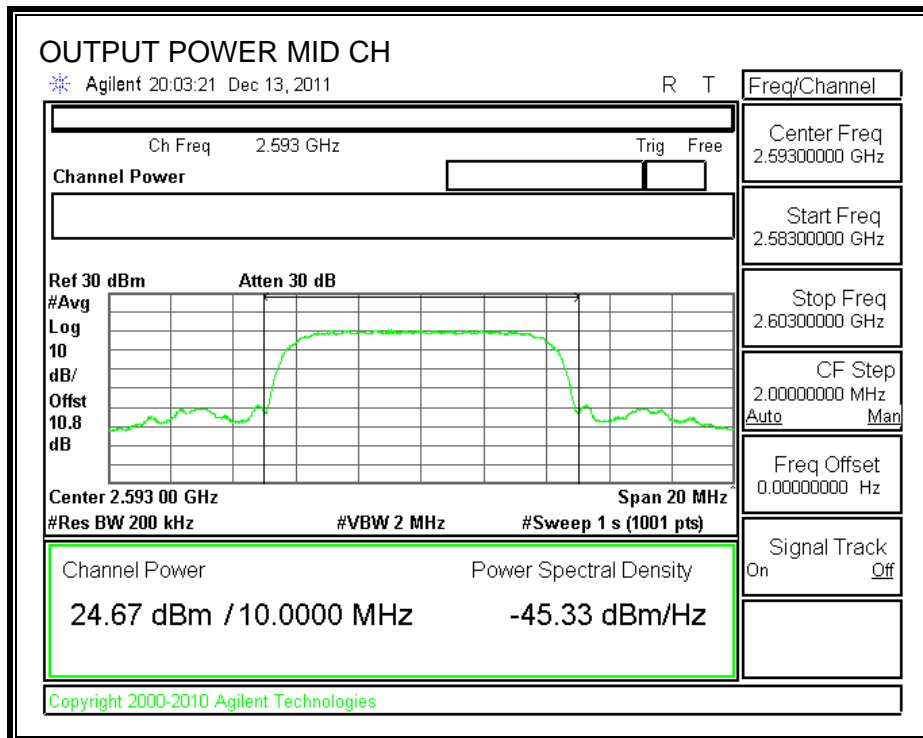 OUTPUT POWER MID CH
Agilent 20:03:21 Dec 13, 2011 R T
Ch Freq 2.593 GHz Trig Free
Channel Power
Ref 30 dBm Atten 30 dB
#Avg
Log
10
dB/
Offst
10.8
dB
Center 2.593 00 GHz Span 20 MHz
#Res BW 200 kHz #VBW 2 MHz #Sweep 1 s (1001 pts)
Channel Power Power Spectral Density
24.67 dBm / 10.0000 MHz -45.33 dBm/Hz
Copyright 2000-2010 Agilent Technologies
Freq/Channel
Center Freq
2.59300000 GHz
Start Freq
2.58300000 GHz
Stop Freq
2.60300000 GHz
CF Step
2.00000000 MHz
Auto Man
Freq Offset
0.00000000 Hz
Signal Track
On Off